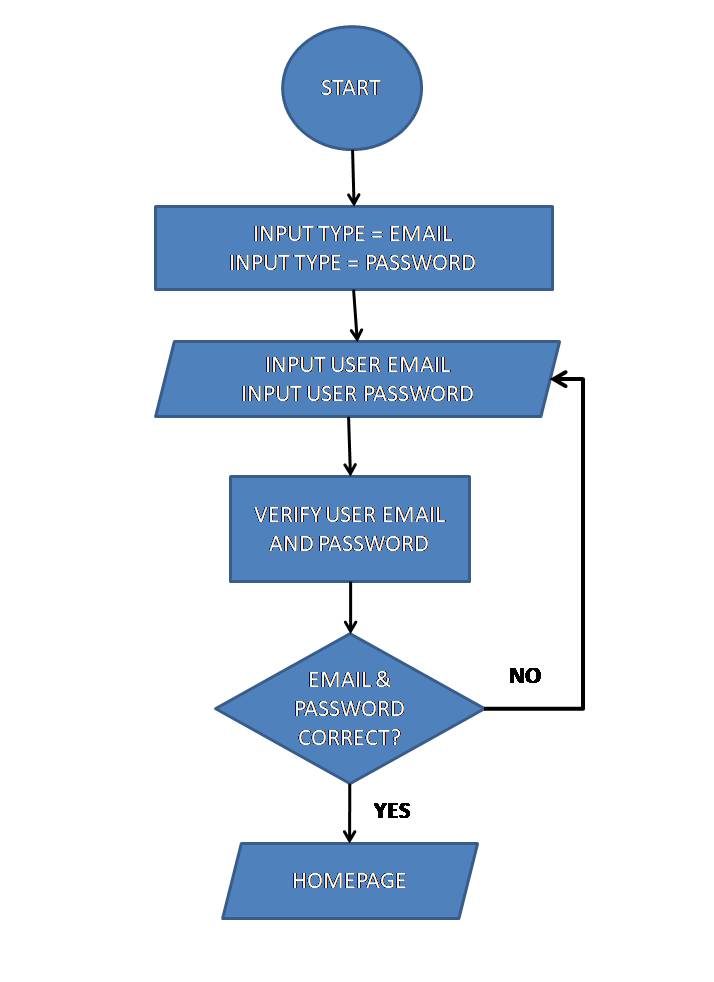 START
INPUT TYPE = EMAIL
INPUT TYPE = PASSWORD
INPUT USER EMAIL
INPUT USER PASSWORD
VERIFY USER EMAIL
AND PASSWORD
EMAIL &
PASSWORD
CORRECT?
NO
YES
HOMEPAGE